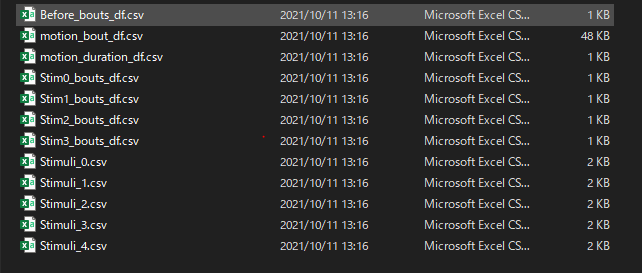 Before_bouts_df.csv 2021/10/11 13:16 Microsoft Excel CS... 1 KB
motion_bout_df.csv 2021/10/11 13:16 Microsoft Excel CS... 48 KB
motion_duration_df.csv 2021/10/11 13:16 Microsoft Excel CS... 1 KB
Stim0_bouts_df.csv 2021/10/11 13:16 Microsoft Excel CS... 1 KB
Stim1_bouts_df.csv 2021/10/11 13:16 Microsoft Excel CS... 1 KB
Stim2_bouts_df.csv 2021/10/11 13:16 Microsoft Excel CS... 1 KB
Stim3_bouts_df.csv 2021/10/11 13:16 Microsoft Excel CS... 1 KB
Stimuli_0.csv 2021/10/11 13:16 Microsoft Excel CS... 2 KB
Stimuli_1.csv 2021/10/11 13:16 Microsoft Excel CS... 2 KB
Stimuli_2.csv 2021/10/11 13:16 Microsoft Excel CS... 2 KB
Stimuli_3.csv 2021/10/11 13:16 Microsoft Excel CS... 2 KB
Stimuli_4.csv 2021/10/11 13:16 Microsoft Excel CS... 2 KB